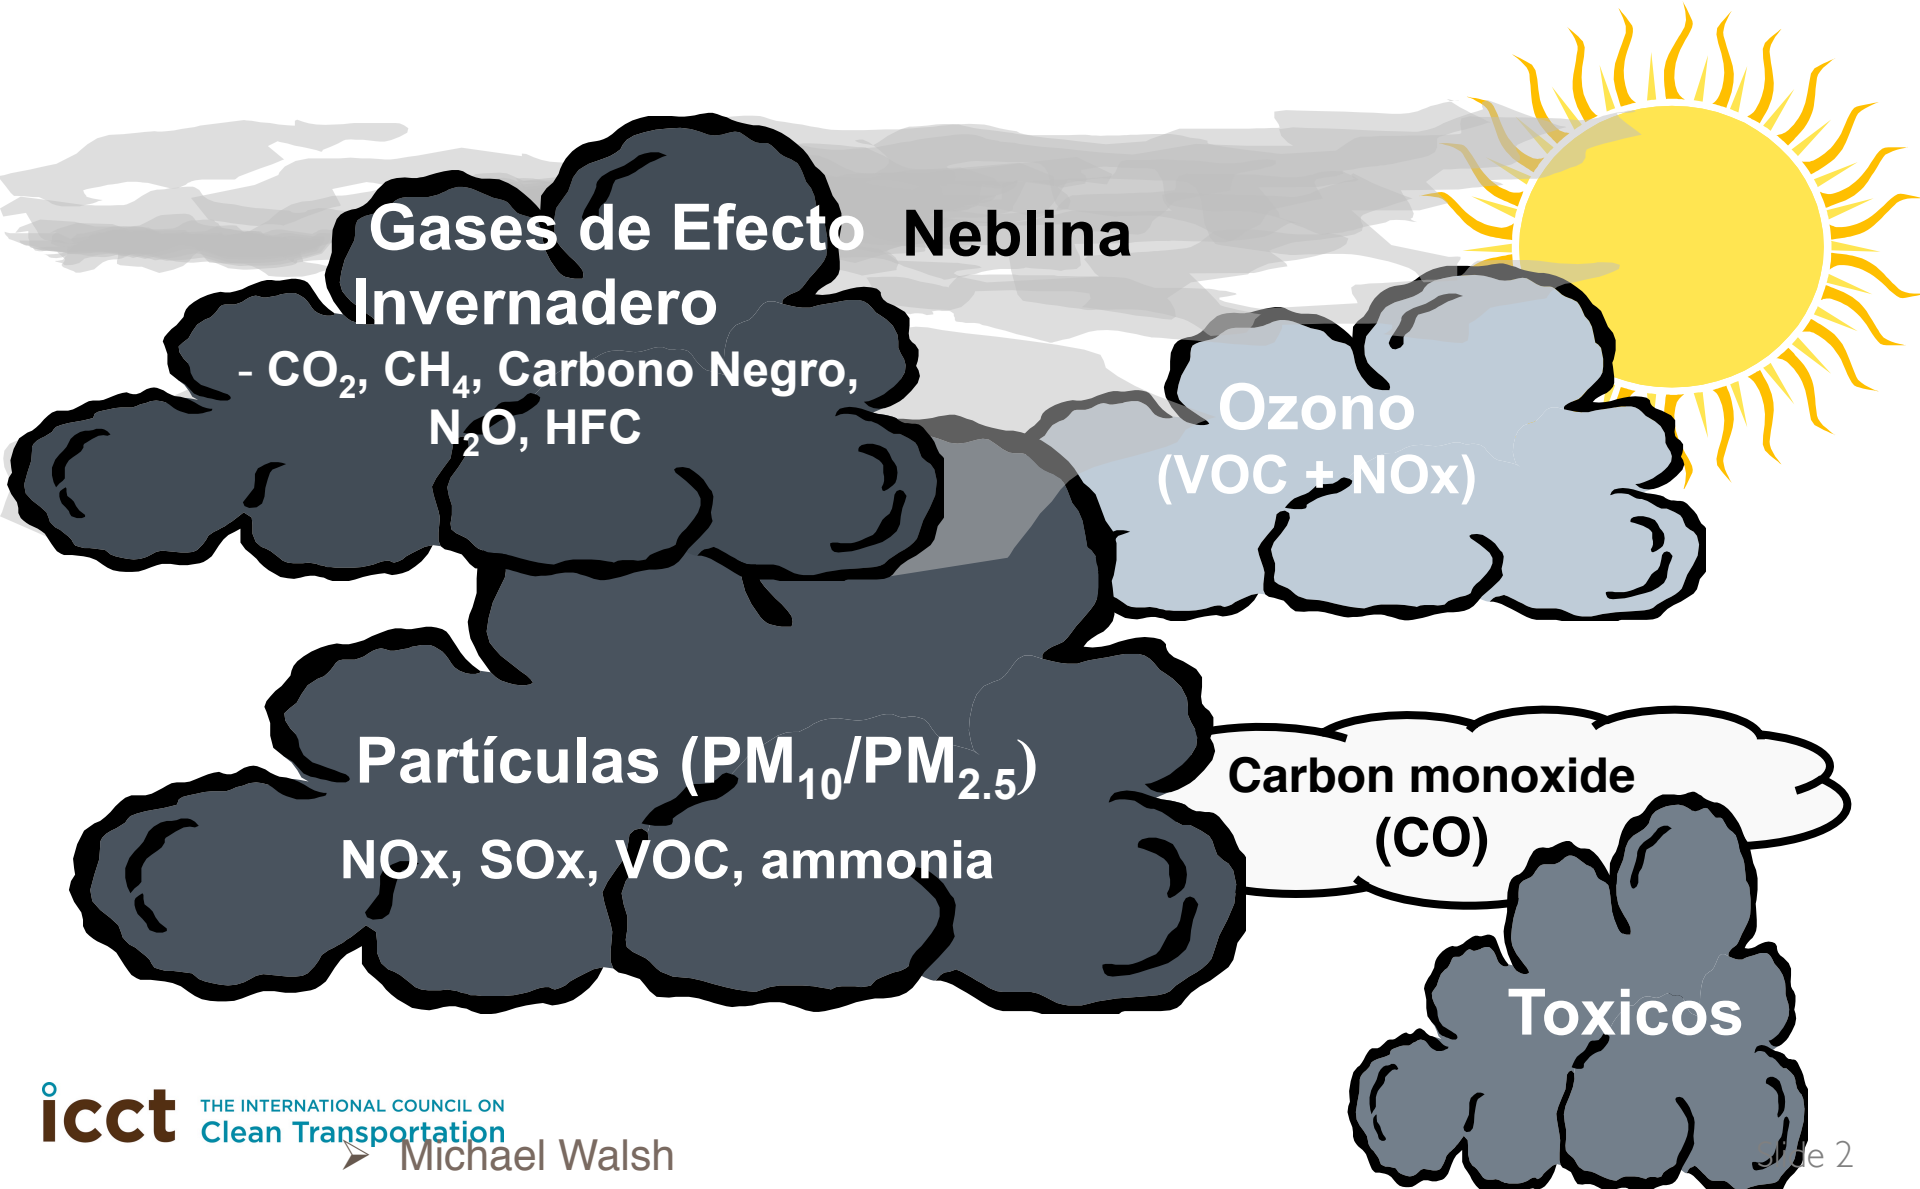 Gases de Efecto
Invernadero
- CO₂, CH₄, Carbono Negro,
N₂O, HFC
Neblina
Ozono
(VOC + NOx)
Partículas (PM₁₀/PM₂.₅)
NOx, SOx, VOC, ammonia
Carbon monoxide
(CO)
Toxicos
icct THE INTERNATIONAL COUNCIL ON
Clean Transportation
➢ Michael Walsh
Slide 2